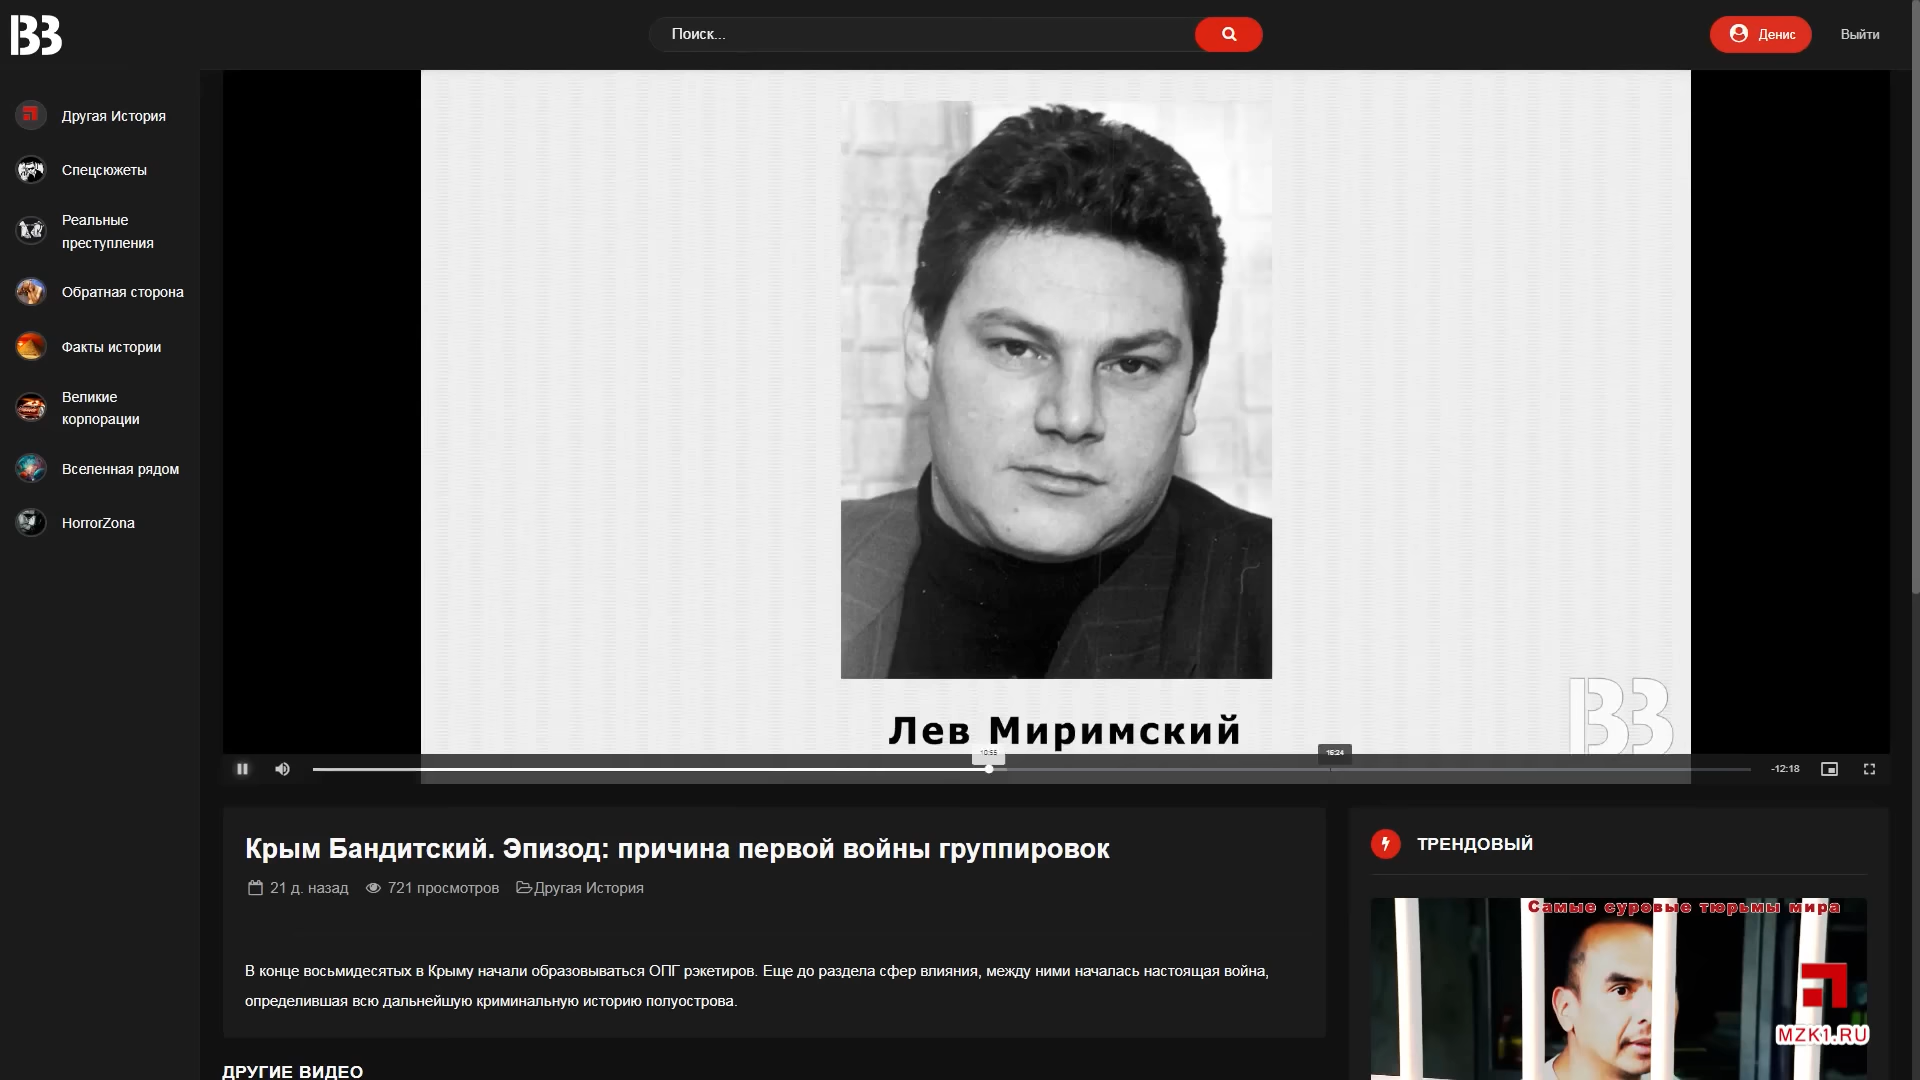 ВЗ
Поиск...
Денис
Выйти
Другая История
Спецсюжеты
Реальные
преступления
Обратная сторона
Факты истории
Великие
корпорации
Вселенная рядом
HorrorZona
Лев Миримский
ВЗ
10:55
16:24
-12:18
Крым Бандитский. Эпизод: причина первой войны группировок
21 д. назад
721 просмотров
Другая История
В конце восьмидесятых в Крыму начали образовываться ОПГ рэкетиров. Еще до раздела сфер влияния, между ними началась настоящая война,
определившая всю дальнейшую криминальную историю полуострова.
ДРУГИЕ ВИДЕО
ТРЕНДОВЫЙ
Самые суровые тюрьмы мира
MZK1.RU